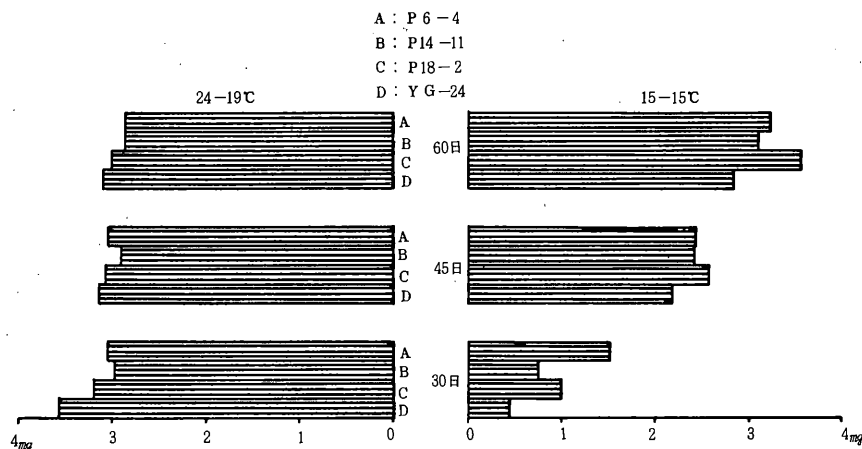 A : P 6-4
B : P14-11
C : P18-2
D : Y G-24
24-19℃
15-15℃
A
B
C
D
60日
A
B
C
D
45日
A
B
C
D
30日
4mg 3 2 1 0
0 1 2 3 4mg